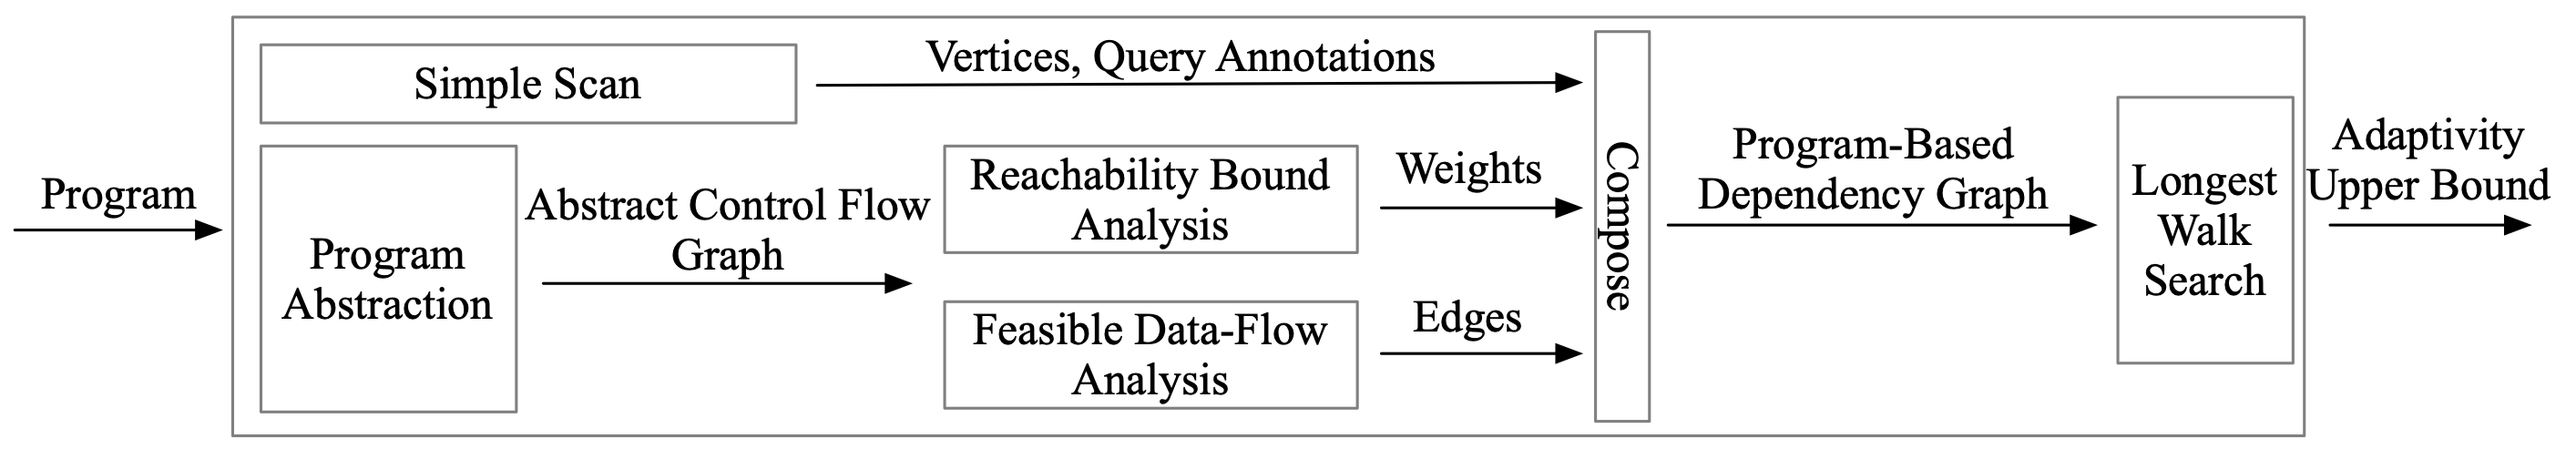 Program
Simple Scan
Vertices, Query Annotations
Program
Abstraction
Abstract Control Flow
Graph
Reachability Bound
Analysis
Weights
Feasible Data-Flow
Analysis
Edges
Compose
Program-Based
Dependency Graph
Longest
Walk
Search
Adaptivity
Upper Bound